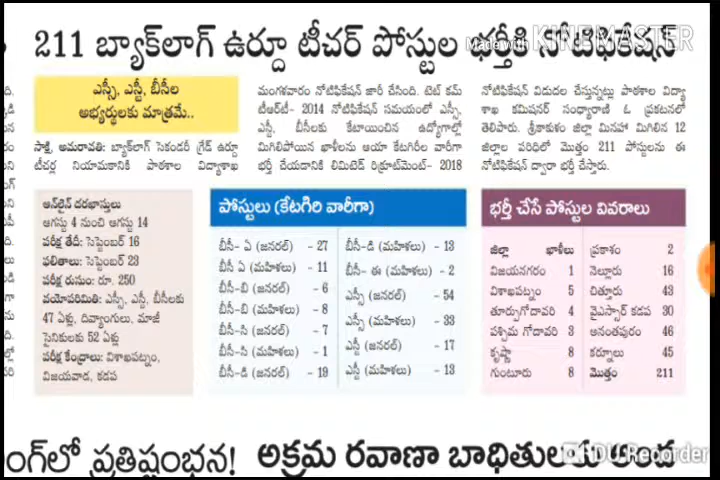 211 బ్యాక్‌లాగ్ ఉర్దూ టీచర్ పోస్టుల భర్తీకి నోటిఫికేషన్
Made with KINEMASTER
ఎస్సీ, ఎస్టీ, బీసీల
అభ్యర్థులకు మాత్రమే..
సాక్షి, అమరావతి: బ్యాక్‌లాగ్ సెకండరీ గ్రేడ్ ఉర్దూ
టీచర్ల నియామకానికి పాఠశాల విద్యాశాఖ
మంగళవారం నోటిఫికేషన్ జారీ చేసింది. టెట్ కమ్
టీఆర్‌టీ- 2014 నోటిఫికేషన్ సమయంలో ఎస్సీ,
ఎస్టీ, బీసీలకు కేటాయించిన ఉద్యోగాల్లో
మిగిలిపోయిన ఖాళీలను ఆయా కేటగిరీల వారీగా
భర్తీ చేయడానికి లిమిటెడ్ రిక్రూట్‌మెంట్- 2018
నోటిఫికేషన్ విడుదల చేస్తున్నట్లు పాఠశాల విద్యా
శాఖ కమిషనర్ సంధ్యారాణి ఓ ప్రకటనలో
తెలిపారు. శ్రీకాకుళం జిల్లా మినహా మిగిలిన 12
జిల్లాల పరిధిలో మొత్తం 211 పోస్టులను ఈ
నోటిఫికేషన్ ద్వారా భర్తీ చేస్తారు.
ఆన్‌లైన్ దరఖాస్తులు
ఆగస్టు 4 నుంచి ఆగస్టు 14
పరీక్ష తేదీ: సెప్టెంబర్ 16
ఫలితాలు: సెప్టెంబర్ 23
పరీక్ష రుసుం: రూ. 250
వయోపరిమితి: ఎస్సీ, ఎస్టీ, బీసీలకు
47 ఏళ్లు, దివ్యాంగులు, మాజీ
సైనికులకు 52 ఏళ్లు
పరీక్ష కేంద్రాలు: విశాఖపట్నం,
విజయవాడ, కడప
పోస్టులు (కేటగిరి వారీగా)
బీసీ- ఏ (జనరల్) - 27
బీసీ ఏ (మహిళలు) - 11
బీసీ-బి (జనరల్) - 6
బీసీ-బి (మహిళలు) - 8
బీసీ-సి (జనరల్) - 7
బీసీ-సి (మహిళలు) - 1
బీసీ-డి (జనరల్) - 19
బీసీ-డి (మహిళలు) - 13
బీసీ- ఈ (మహిళలు) - 2
ఎస్సీ (జనరల్) - 54
ఎస్సీ (మహిళలు) - 33
ఎస్టీ (జనరల్) - 17
ఎస్టీ (మహిళలు) - 13
భర్తీ చేసే పోస్టుల వివరాలు
జిల్లా ఖాళీలు
విజయనగరం 1
విశాఖపట్నం 5
తూర్పుగోదావరి 4
పశ్చిమ గోదావరి 3
కృష్ణా 8
గుంటూరు 8
ప్రకాశం 2
నెల్లూరు 16
చిత్తూరు 43
వైఎస్సార్ కడప 30
అనంతపురం 46
కర్నూలు 45
మొత్తం 211
ంగ్‌లో ప్రతిష్టంభన!
అక్రమ రవాణా బాధితులకు అండ
DU Recorder